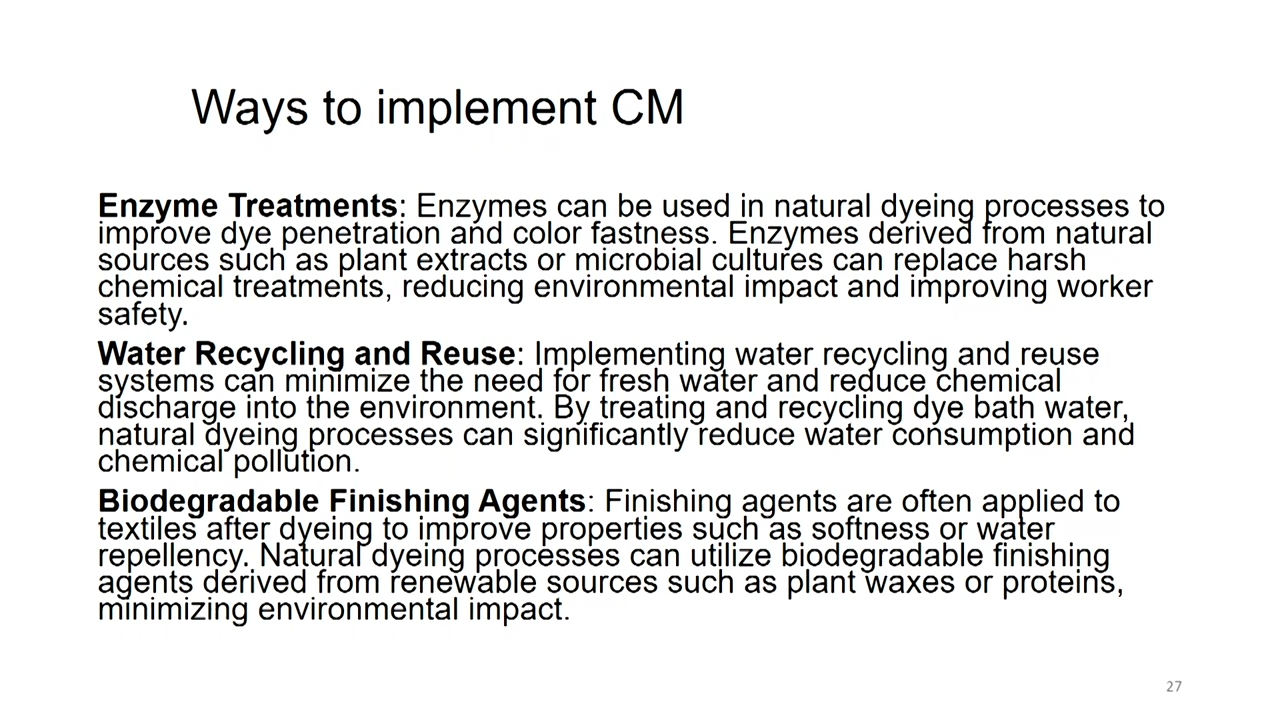 Ways to implement CM
Enzyme Treatments: Enzymes can be used in natural dyeing processes to
improve dye penetration and color fastness. Enzymes derived from natural
sources such as plant extracts or microbial cultures can replace harsh
chemical treatments, reducing environmental impact and improving worker
safety.
Water Recycling and Reuse: Implementing water recycling and reuse
systems can minimize the need for fresh water and reduce chemical
discharge into the environment. By treating and recycling dye bath water,
natural dyeing processes can significantly reduce water consumption and
chemical pollution.
Biodegradable Finishing Agents: Finishing agents are often applied to
textiles after dyeing to improve properties such as softness or water
repellency. Natural dyeing processes can utilize biodegradable finishing
agents derived from renewable sources such as plant waxes or proteins,
minimizing environmental impact.
27